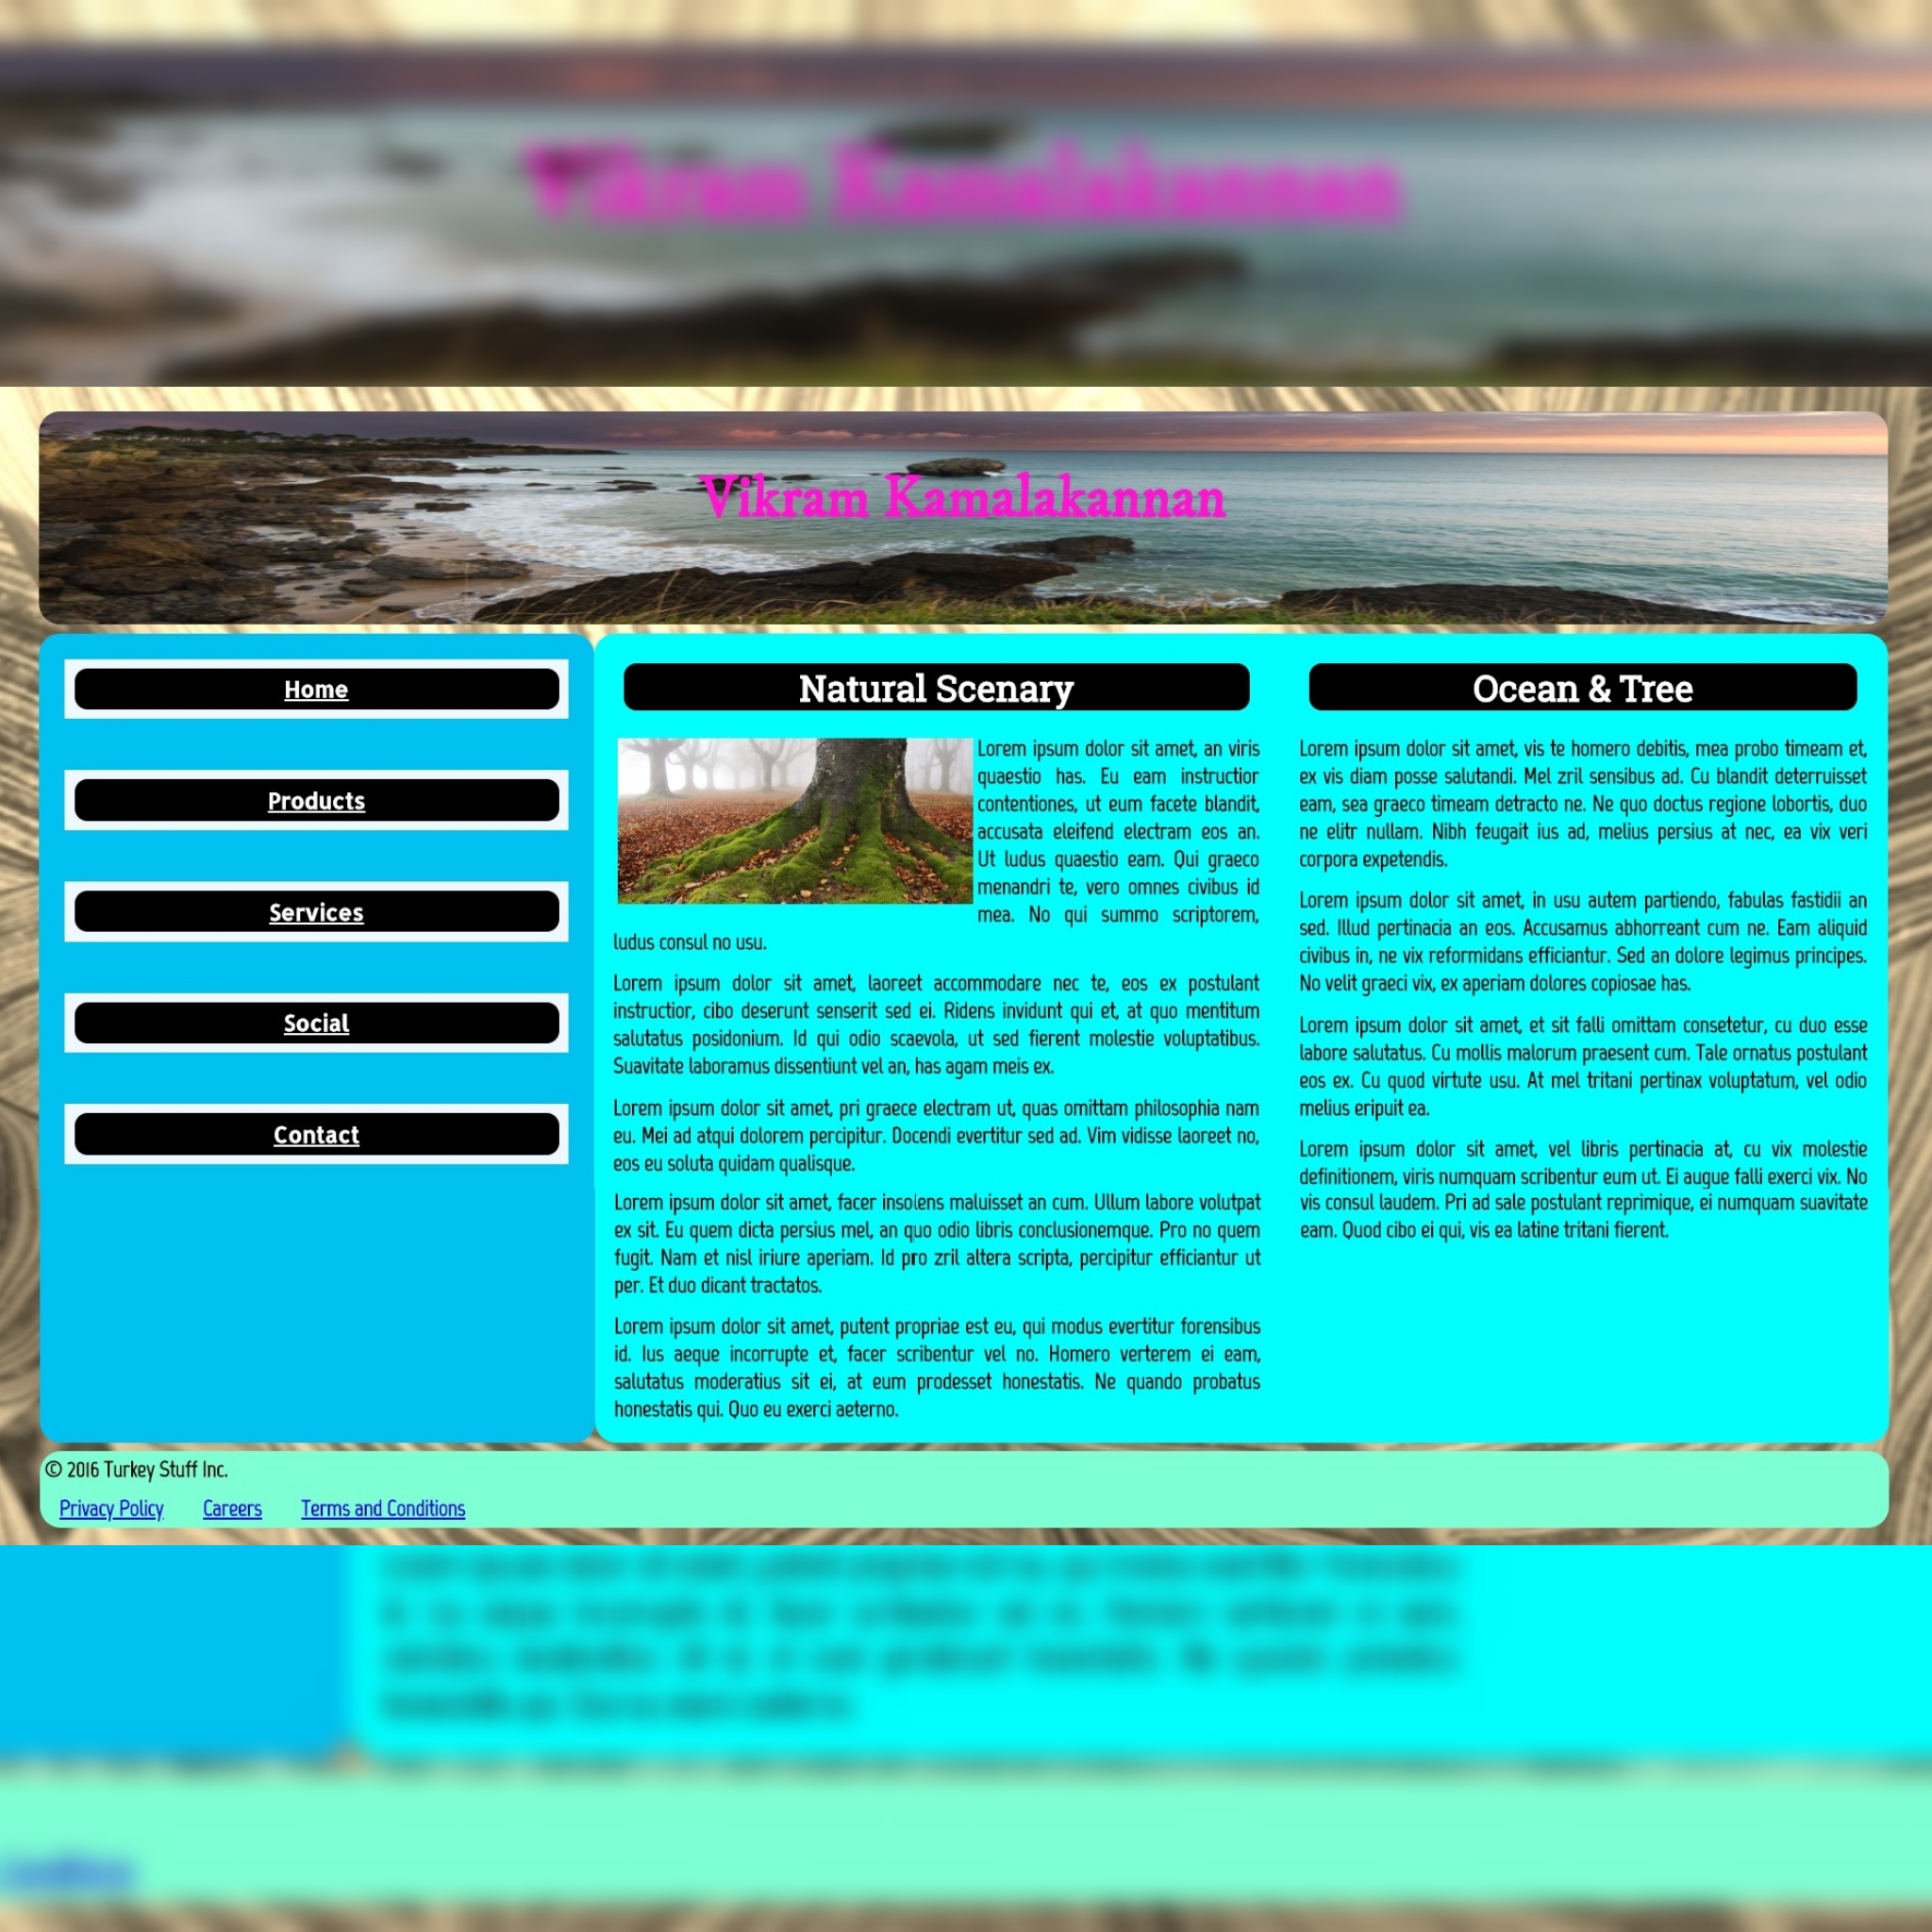 Vikram Kamalakannan
Vikram Kamalakannan
Home
Products
Services
Social
Contact
Natural Scenary
Lorem ipsum dolor sit amet, an viris
quaestio has. Eu eam instructior
contentiones, ut eum facete blandit,
accusata eleifend electram eos an.
Ut ludus quaestio eam. Qui graeco
menandri te, vero omnes civibus id
mea. No qui summo scriptorem,
ludus consul no usu.
Lorem ipsum dolor sit amet, laoreet accommodare nec te, eos ex postulant
instructior, cibo deserunt senserit sed ei. Ridens invidunt qui et, at quo mentitum
salutatus posidonium. Id qui odio scaevola, ut sed fierent molestie voluptatibus.
Suavitate laboramus dissentiunt vel an, has agam meis ex.
Lorem ipsum dolor sit amet, pri graece electram ut, quas omittam philosophia nam
eu. Mei ad atqui dolorem percipitur. Docendi evertitur sed ad. Vim vidisse laoreet no,
eos eu soluta quidam qualisque.
Lorem ipsum dolor sit amet, facer insolens maluisset an cum. Ullum labore volutpat
ex sit. Eu quem dicta persius mel, an quo odio libris conclusionemque. Pro no quem
fugit. Nam et nisl iriure aperiam. Id pro zril altera scripta, percipitur efficiantur ut
per. Et duo dicant tractatos.
Lorem ipsum dolor sit amet, putent propriae est eu, qui modus evertitur forensibus
id. Ius aeque incorrupte et, facer scribentur vel no. Homero verterem ei eam,
salutatus moderatius sit ei, at eum prodesset honestatis. Ne quando probatus
honestatis qui. Quo eu exerci aeterno.
Ocean & Tree
Lorem ipsum dolor sit amet, vis te homero debitis, mea probo timeam et,
ex vis diam posse salutandi. Mel zril sensibus ad. Cu blandit deterruisset
eam, sea graeco timeam detracto ne. Ne quo doctus regione lobortis, duo
ne elitr nullam. Nibh feugait ius ad, melius persius at nec, ea vix veri
corpora expetendis.
Lorem ipsum dolor sit amet, in usu autem partiendo, fabulas fastidii an
sed. Illud pertinacia an eos. Accusamus abhorreant cum ne. Eam aliquid
civibus in, ne vix reformidans efficiantur. Sed an dolore legimus principes.
No velit graeci vix, ex aperiam dolores copiosae has.
Lorem ipsum dolor sit amet, et sit falli omittam consetetur, cu duo esse
labore salutatus. Cu mollis malorum praesent cum. Tale ornatus postulant
eos ex. Cu quod virtute usu. At mel tritani pertinax voluptatum, vel odio
melius eripuit ea.
Lorem ipsum dolor sit amet, vel libris pertinacia at, cu vix molestie
definitionem, viris numquam scribentur eum ut. Ei augue falli exerci vix. No
vis consul laudem. Pri ad sale postulant reprimique, ei numquam suavitate
eam. Quod cibo ei qui, vis ea latine tritani fierent.
© 2016 Turkey Stuff Inc.
Privacy Policy Careers Terms and Conditions